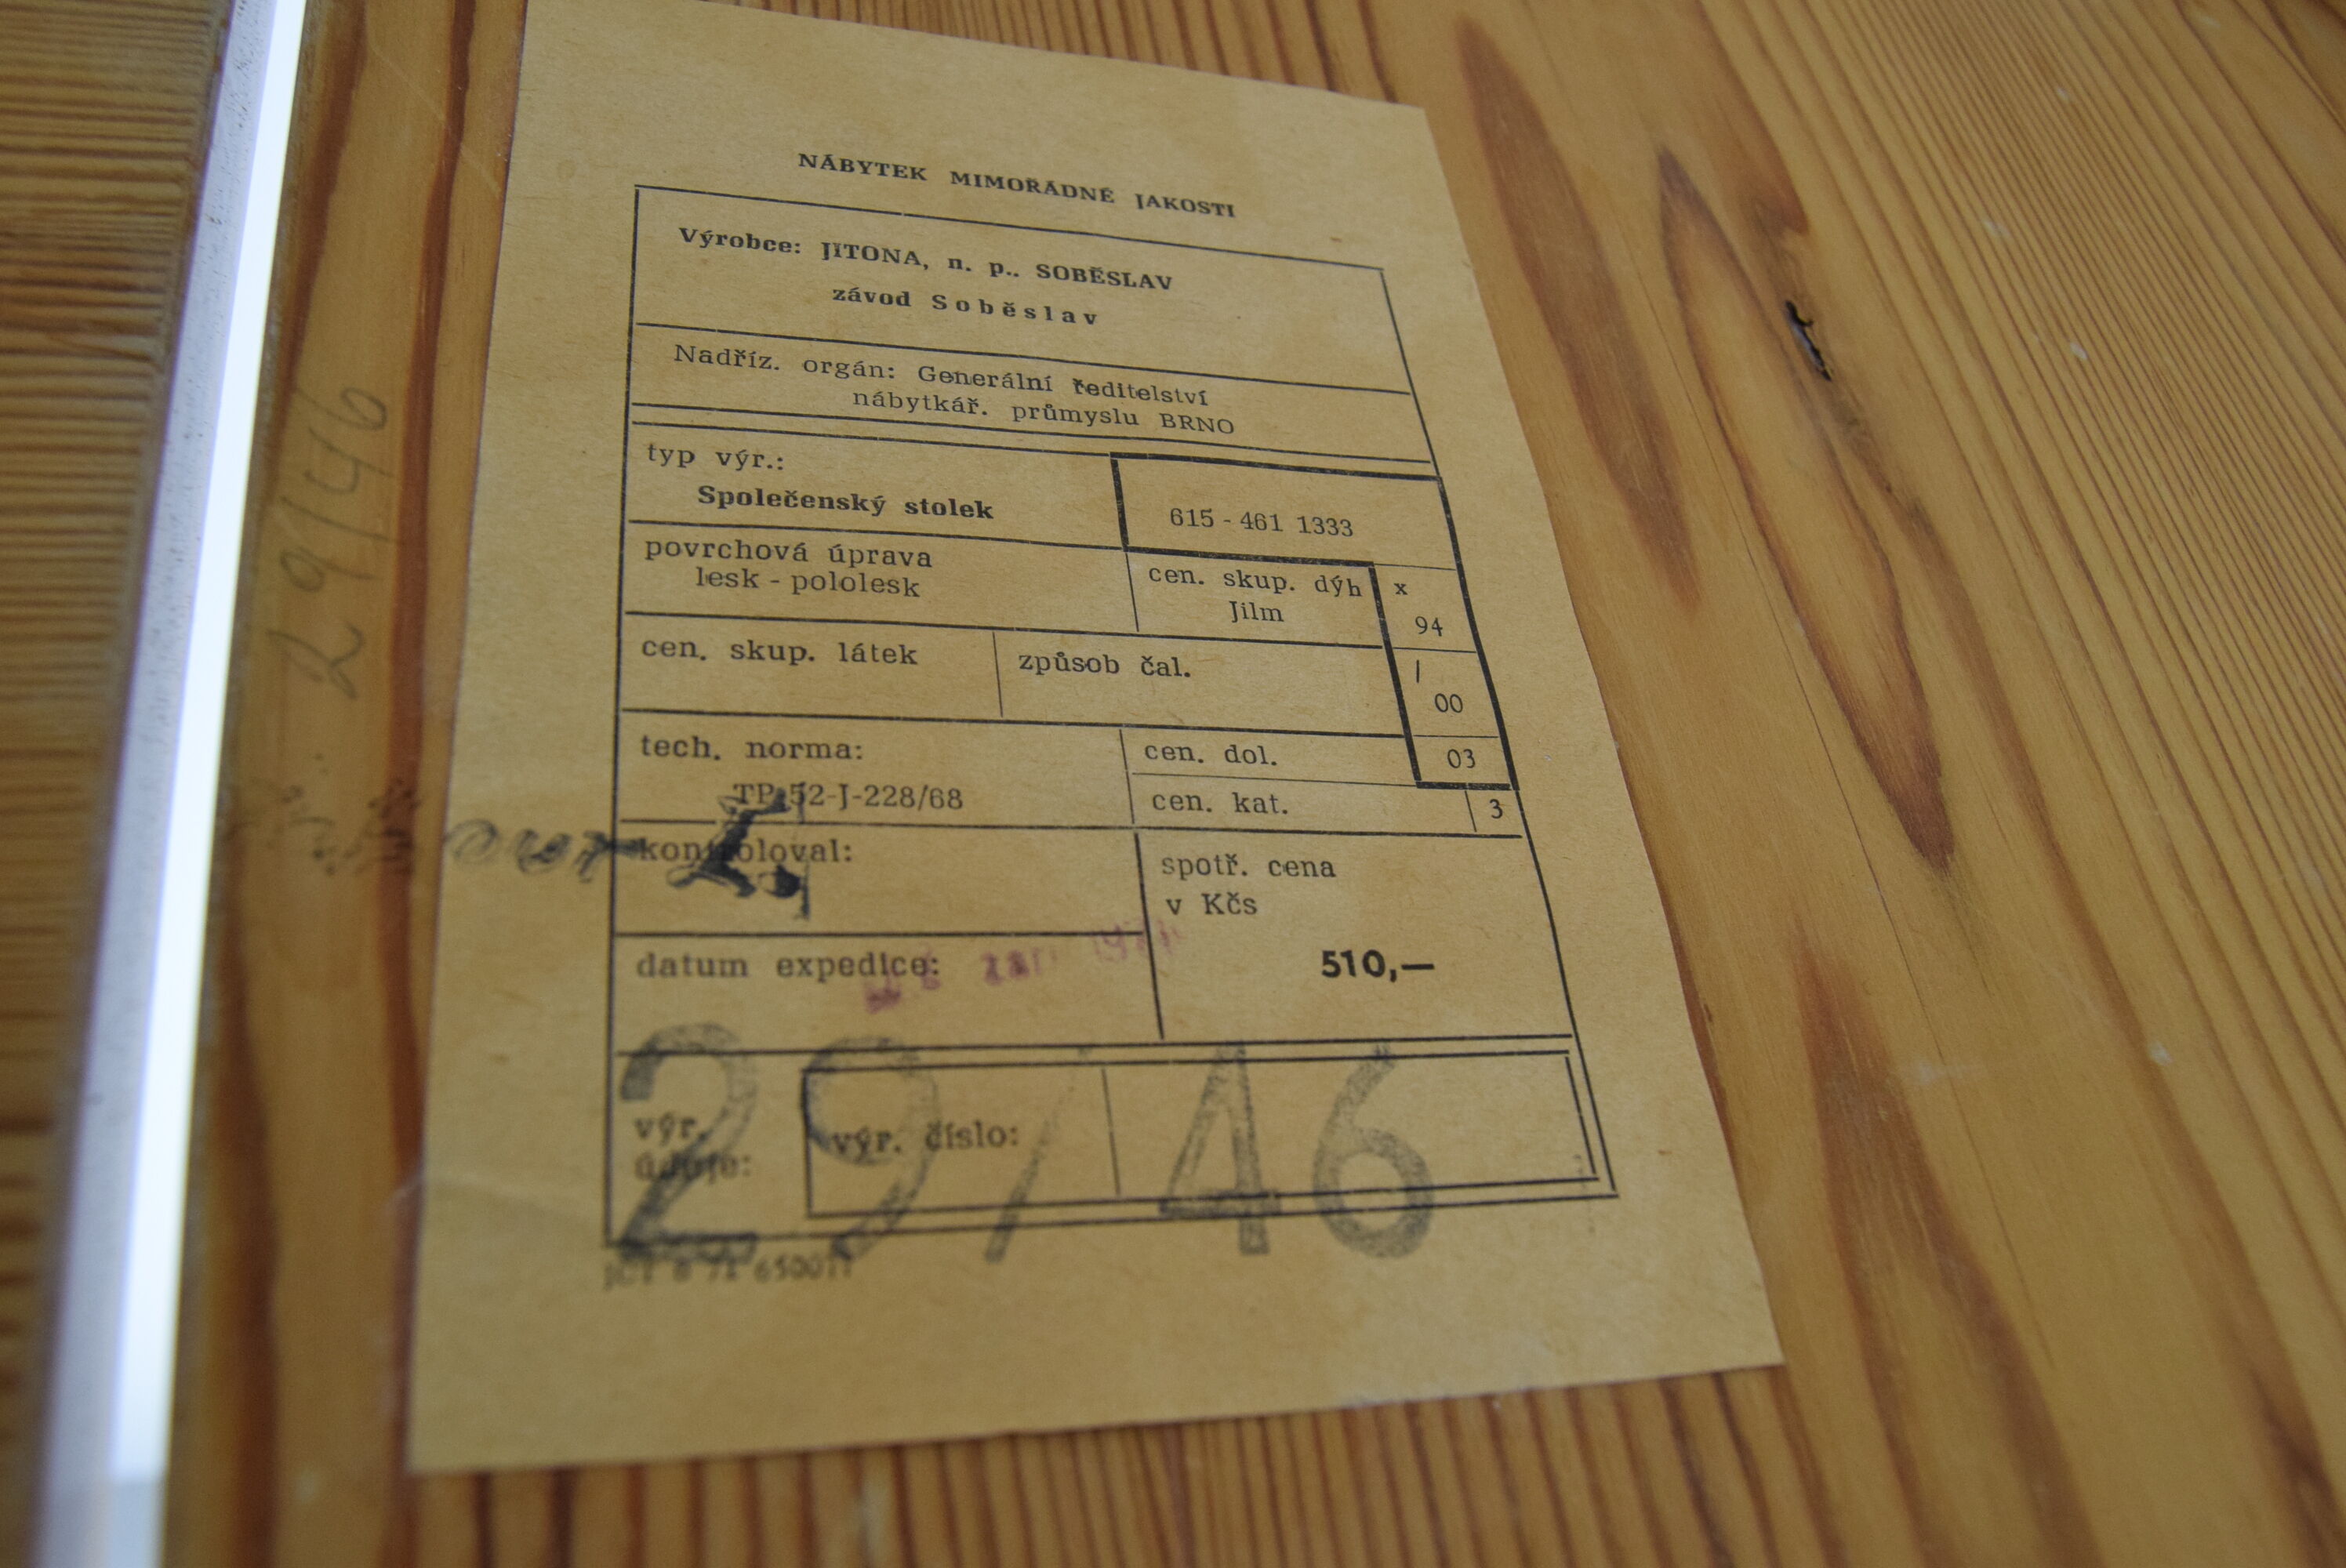 NÁBYTEK MIMOŘÁDNÉ JAKOSTI
Výrobce: JITONA, n. p.. SOBĚSLAV
závod Soběslav
Nadříz. orgán: Generální ředitelství
nábytkář. průmyslu BRNO
typ výr.:
Společenský stolek
615 - 461 1333
povrchová úprava
lesk - pololesk
cen. skup. dýh
Jilm
x
94
cen. skup. látek
způsob čal.
/
00
tech. norma:
TP-52-J-228/68
cen. dol.
03
cen. kat.
3
kontroloval:
spotř. cena
v Kčs
510,—
datum expedice:
výr.
údaje:
výr. číslo:
29/46
29/46